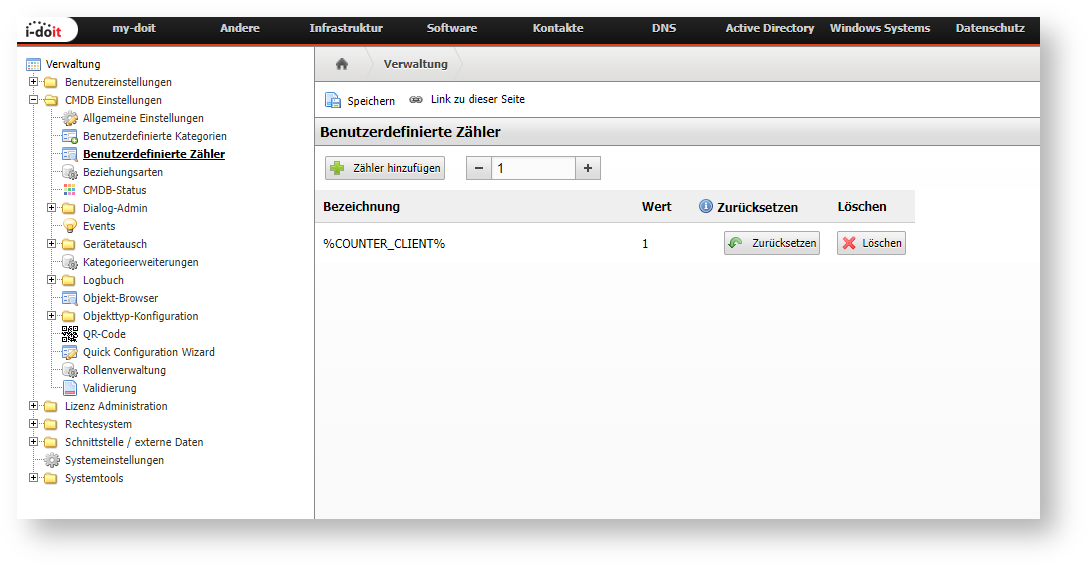 i-doit my-doit Andere Infrastruktur Software Kontakte DNS Active Directory Windows Systems Datenschutz
Verwaltung
Benutzereinstellungen
CMDB Einstellungen
Allgemeine Einstellungen
Benutzerdefinierte Kategorien
Benutzerdefinierte Zähler
Beziehungsarten
CMDB-Status
Dialog-Admin
Events
Gerätetausch
Kategorieerweiterungen
Logbuch
Objekt-Browser
Objekttyp-Konfiguration
QR-Code
Quick Configuration Wizard
Rollenverwaltung
Validierung
Lizenz Administration
Rechtesystem
Schnittstelle / externe Daten
Systemeinstellungen
Systemtools
Verwaltung
Speichern Link zu dieser Seite
Benutzerdefinierte Zähler
Zähler hinzufügen − 1 +
Bezeichnung Wert Zurücksetzen Löschen
%COUNTER_CLIENT% 1 Zurücksetzen Löschen